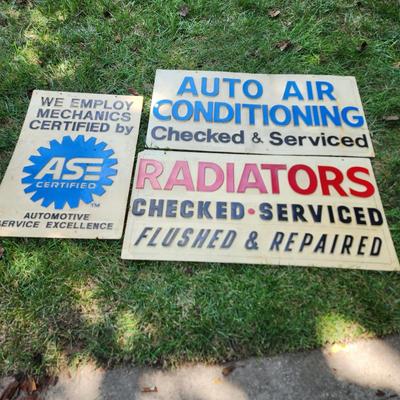 WE EMPLOY
MECHANICS
CERTIFIED by
ASE
CERTIFIED
TM
AUTOMOTIVE
SERVICE EXCELLENCE
AUTO AIR
CONDITIONING
Checked & Serviced
RADIATORS
CHECKED • SERVICED
FLUSHED & REPAIRED